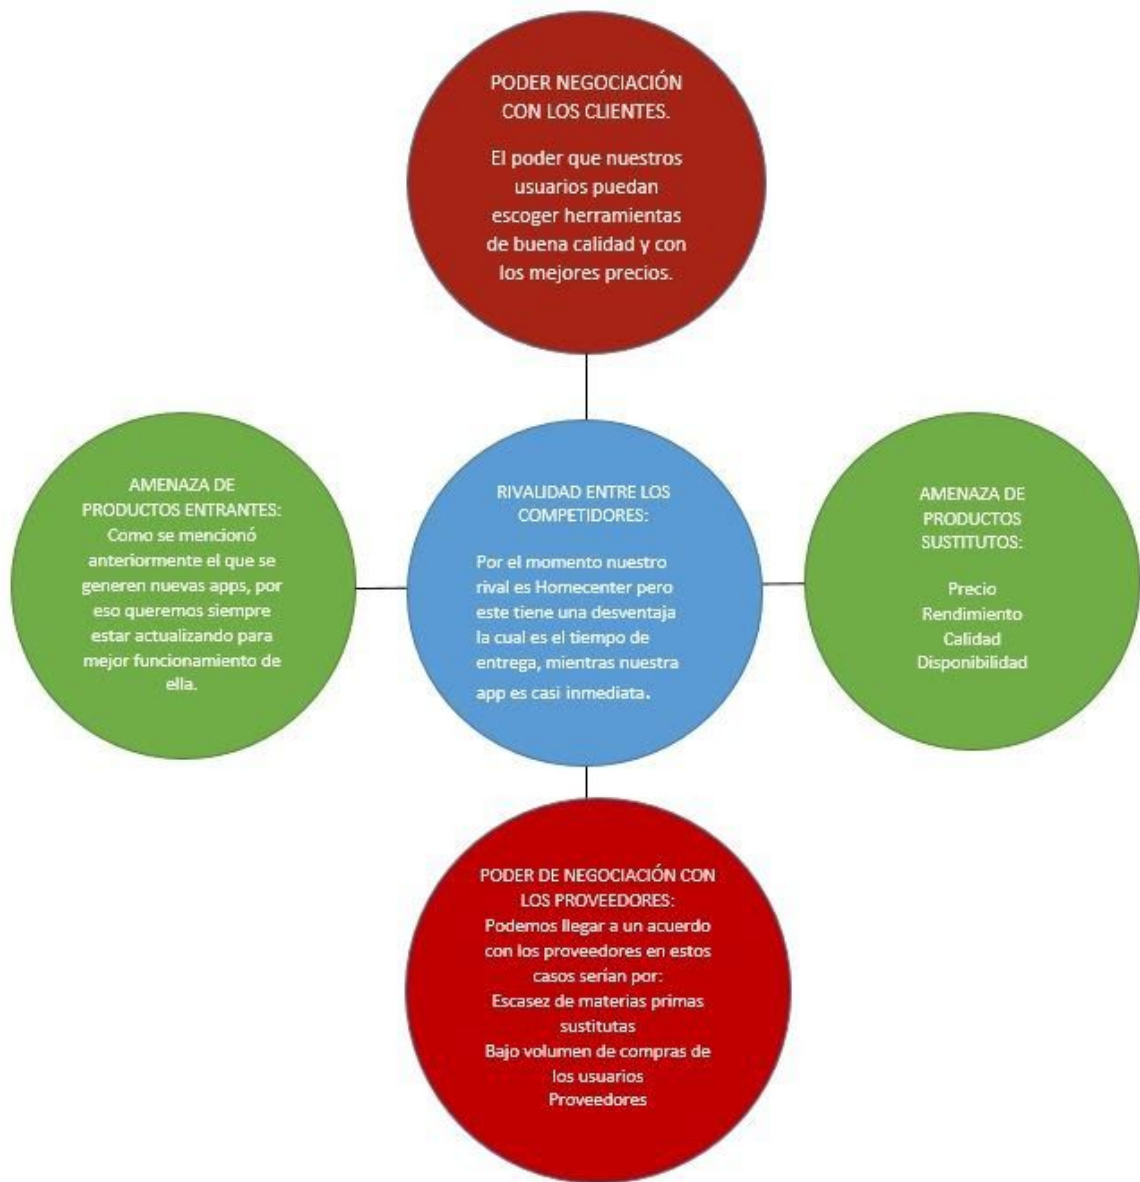 PODER NEGOCIACIÓN
CON LOS CLIENTES.
El poder que nuestros
usuarios puedan
escoger herramientas
de buena calidad y con
los mejores precios.
AMENAZA DE
PRODUCTOS ENTRANTES:
Como se mencionó
anteriormente el que se
generen nuevas apps, por
eso queremos siempre
estar actualizando para
mejor funcionamiento de
ella.
RIVALIDAD ENTRE LOS
COMPETIDORES:
Por el momento nuestro
rival es Homecenter pero
este tiene una desventaja
la cual es el tiempo de
entrega, mientras nuestra
app es casi inmediata.
AMENAZA DE
PRODUCTOS
SUSTITUTOS:
Precio
Rendimiento
Calidad
Disponibilidad
PODER DE NEGOCIACIÓN CON
LOS PROVEEDORES:
Podemos llegar a un acuerdo
con los proveedores en estos
casos serían por:
Escasez de materias primas
sustitutas
Bajo volumen de compras de
los usuarios
Proveedores